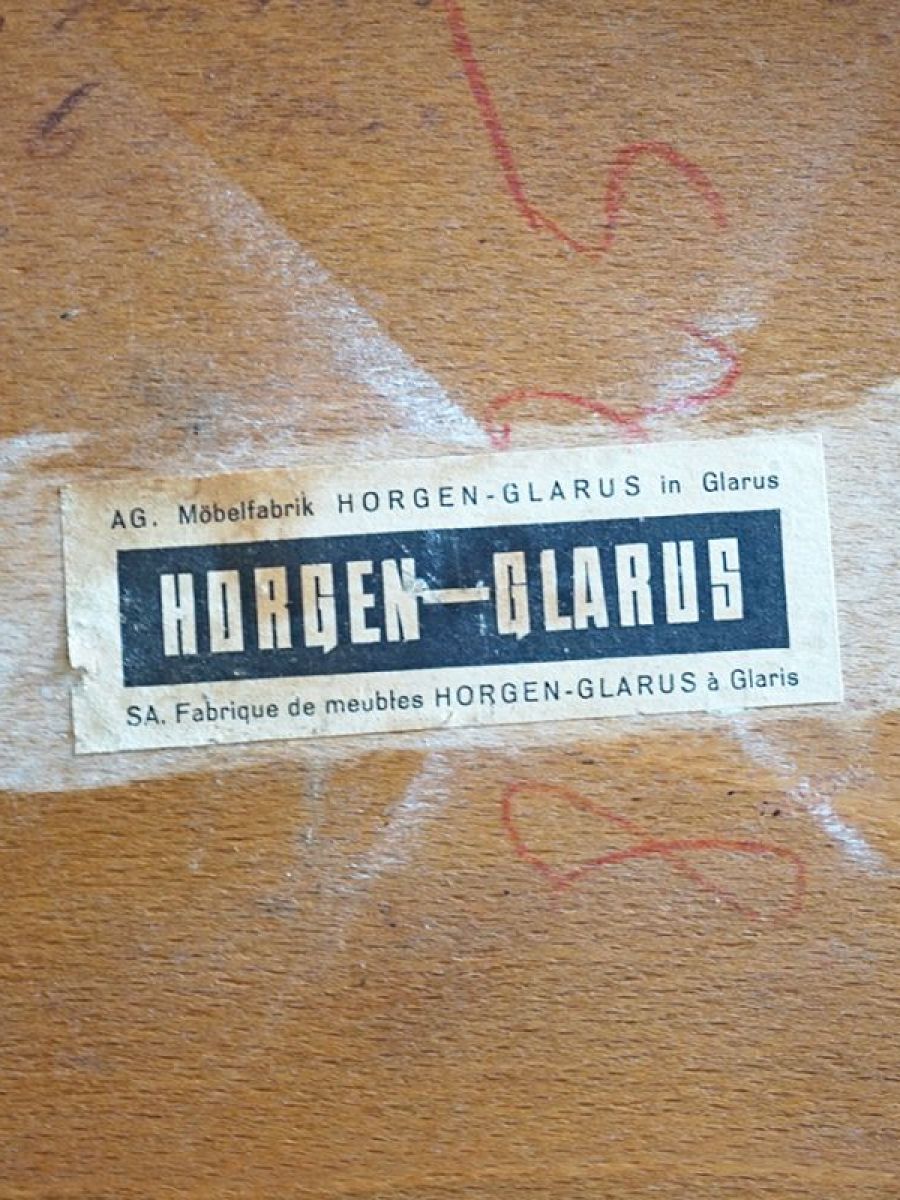 AG. Möbelfabrik HORGEN-GLARUS in Glarus
HORGEN-GLARUS
SA. Fabrique de meubles HORGEN-GLARUS à Glaris